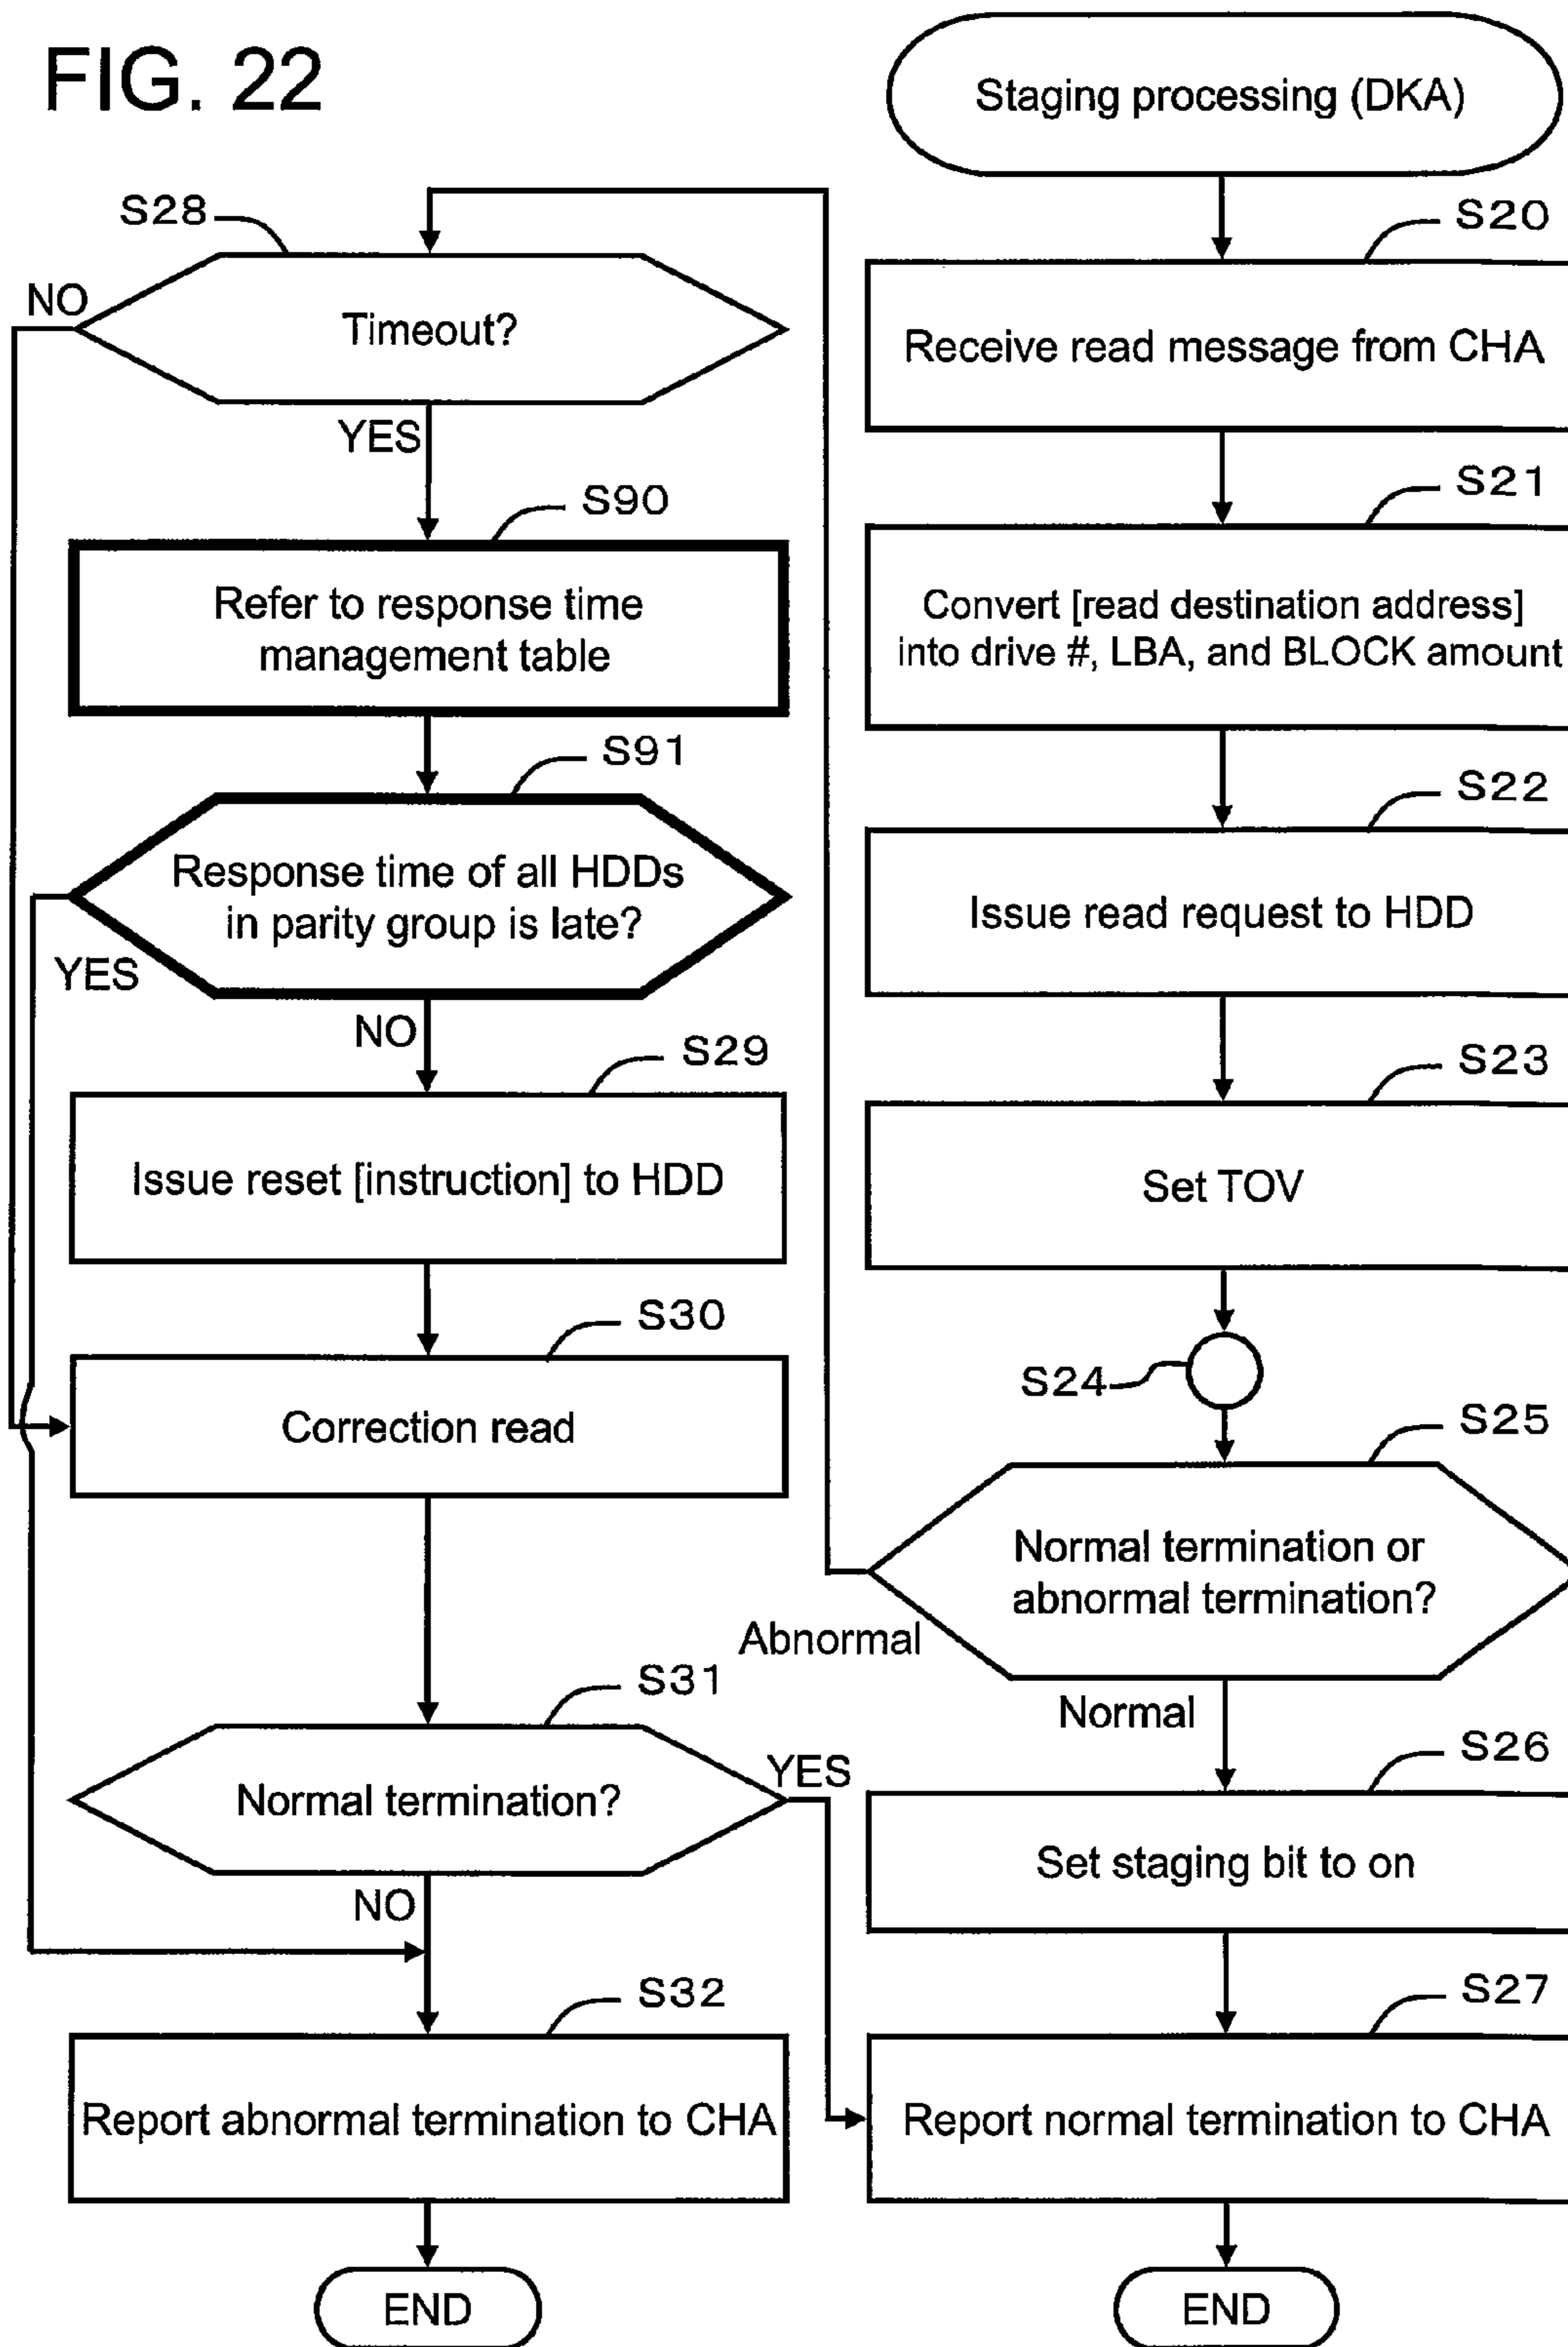 FIG. 22
Staging processing (DKA)
S20
Receive read message from CHA
S21
Convert [read destination address]
into drive #, LBA, and BLOCK amount
S22
Issue read request to HDD
S23
Set TOV
S24
S25
Normal termination or
abnormal termination?
Abnormal
Normal
S26
Set staging bit to on
S27
Report normal termination to CHA
END
S28
NO
Timeout?
YES
S90
Refer to response time
management table
S91
Response time of all HDDs
in parity group is late?
YES
NO
S29
Issue reset [instruction] to HDD
S30
Correction read
S31
Normal termination?
YES
NO
S32
Report abnormal termination to CHA
END